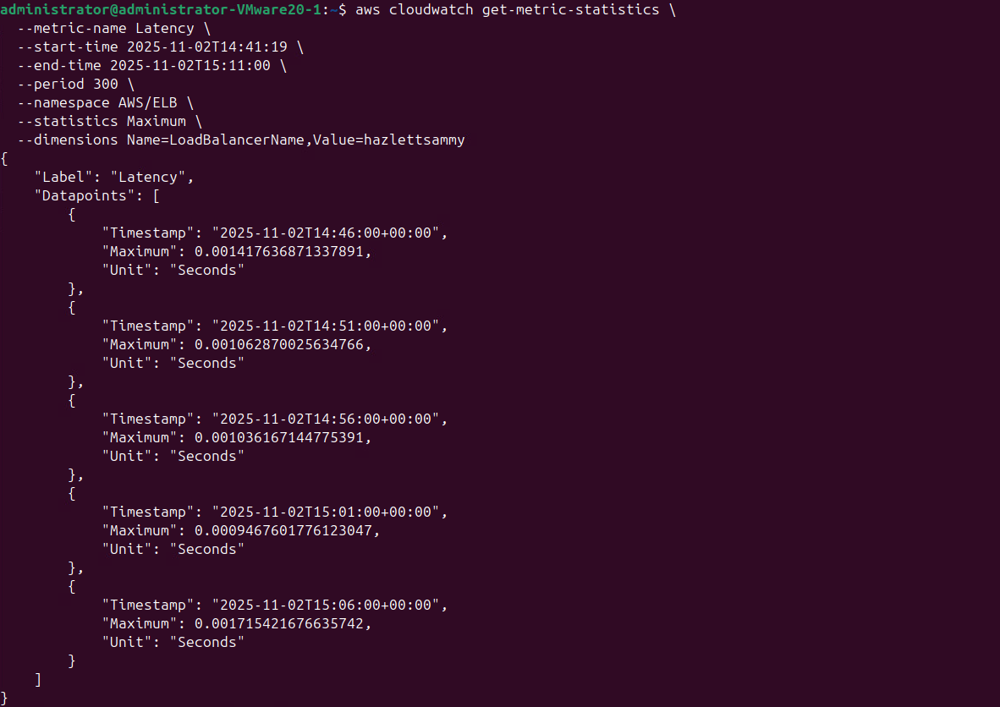 administrator@administrator-VMware20-1:~$ aws cloudwatch get-metric-statistics \
  --metric-name Latency \
  --start-time 2025-11-02T14:41:19 \
  --end-time 2025-11-02T15:11:00 \
  --period 300 \
  --namespace AWS/ELB \
  --statistics Maximum \
  --dimensions Name=LoadBalancerName,Value=hazlettsammy
{
    "Label": "Latency",
    "Datapoints": [
        {
            "Timestamp": "2025-11-02T14:46:00+00:00",
            "Maximum": 0.001417636871337891,
            "Unit": "Seconds"
        },
        {
            "Timestamp": "2025-11-02T14:51:00+00:00",
            "Maximum": 0.001062870025634766,
            "Unit": "Seconds"
        },
        {
            "Timestamp": "2025-11-02T14:56:00+00:00",
            "Maximum": 0.001036167144775391,
            "Unit": "Seconds"
        },
        {
            "Timestamp": "2025-11-02T15:01:00+00:00",
            "Maximum": 0.0009467601776123047,
            "Unit": "Seconds"
        },
        {
            "Timestamp": "2025-11-02T15:06:00+00:00",
            "Maximum": 0.001715421676635742,
            "Unit": "Seconds"
        }
    ]
}